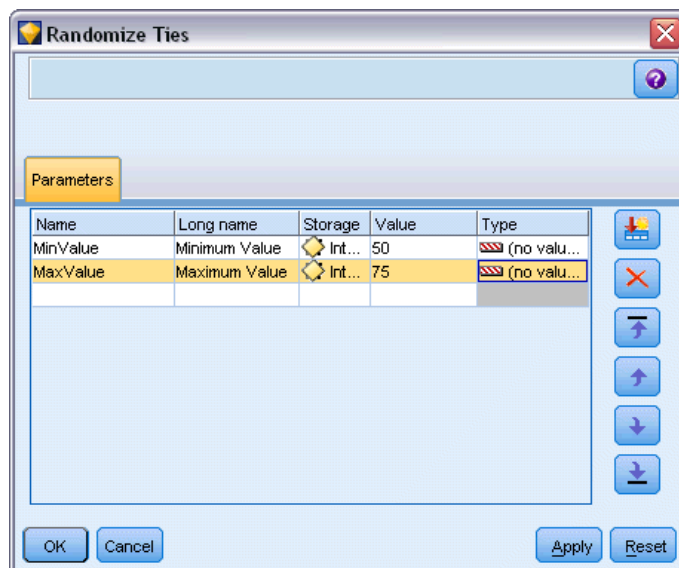 Randomize Ties
?
Parameters
Name Long name Storage Value Type
MinValue Minimum Value Int... 50 (no valu...
MaxValue Maximum Value Int... 75 (no valu...
OK Cancel Apply Reset